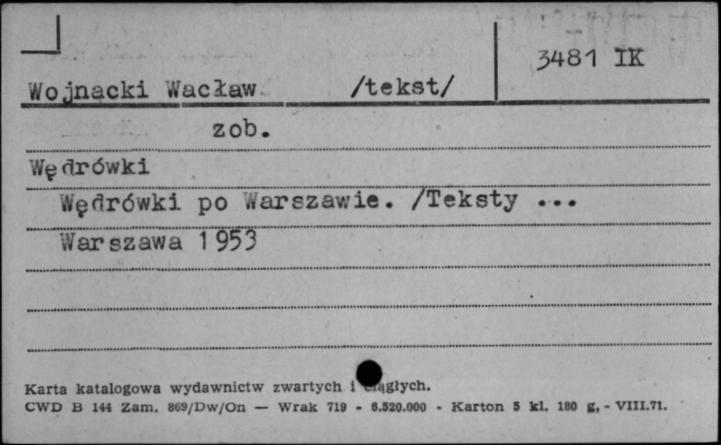 3481 IK
Wojnacki Wacław /tekst/
zob.
Wędrówki
Wędrówki po Warszawie. /Teksty ...
Warszawa 1953
Karta katalogowa wydawnictw zwartych i ciągłych.
CWD B 144 Zam. 869/Dw/On — Wrak 719 - 6.520.000 - Karton 5 kl. 180 g, - VIII.71.